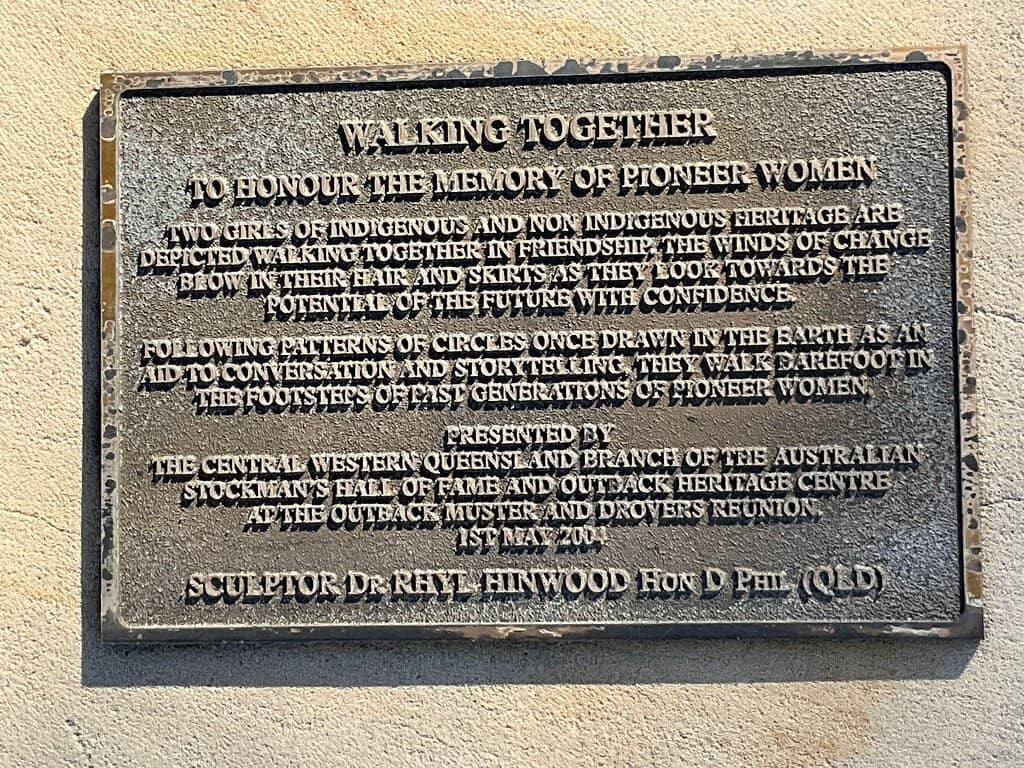 WALKING TOGETHER
TO HONOUR THE MEMORY OF PIONEER WOMEN
TWO GIRLS OF INDIGENOUS AND NON INDIGENOUS HERITAGE ARE
DEPICTED WALKING TOGETHER IN FRIENDSHIP. THE WINDS OF CHANGE
BLOW IN THEIR HAIR AND SKIRTS AS THEY LOOK TOWARDS THE
POTENTIAL OF THE FUTURE WITH CONFIDENCE.
FOLLOWING PATTERNS OF CIRCLES ONCE DRAWN IN THE EARTH AS AN
AID TO CONVERSATION AND STORYTELLING, THEY WALK BAREFOOT IN
THE FOOTSTEPS OF PAST GENERATIONS OF PIONEER WOMEN.
PRESENTED BY
THE CENTRAL WESTERN QUEENSLAND BRANCH OF THE AUSTRALIAN
STOCKMAN'S HALL OF FAME AND OUTBACK HERITAGE CENTRE
AT THE OUTBACK MUSTER AND DROVERS REUNION.
1ST MAY 2004
SCULPTOR DR RHYL HINWOOD HON D PHIL (QLD)